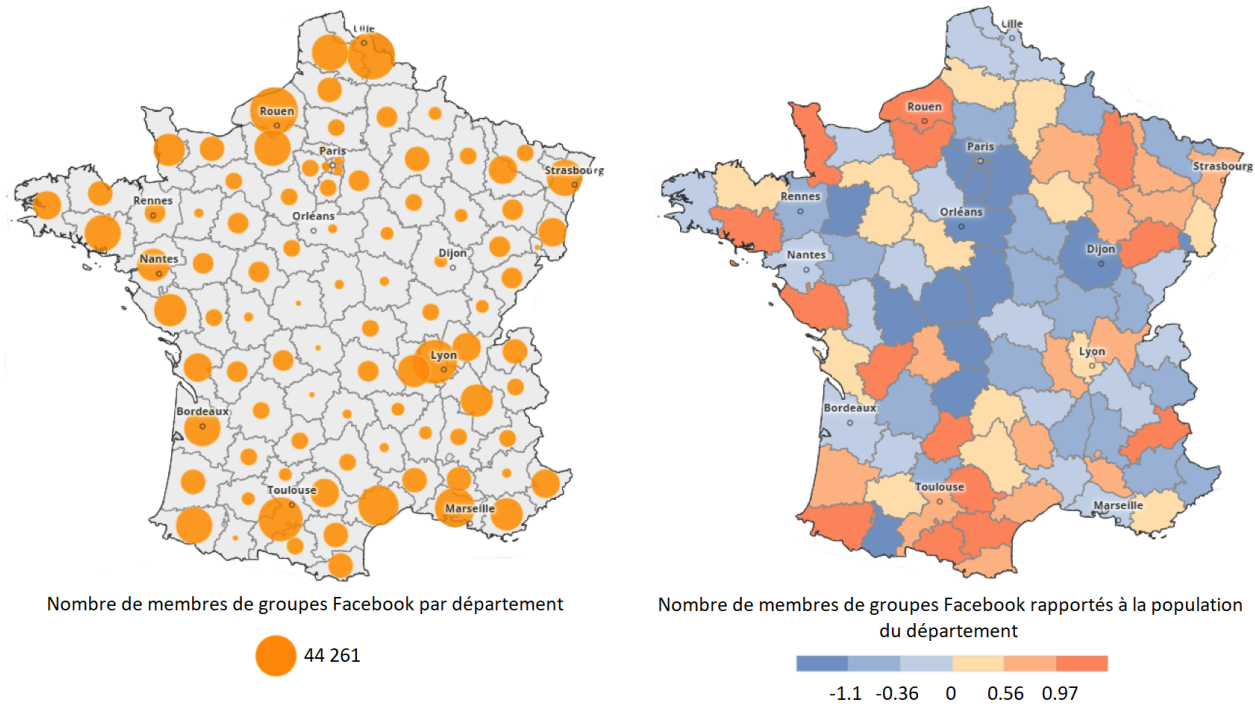 Lille
Rouen
Paris
Strasbourg
Rennes
Orléans
Dijon
Nantes
Lyon
Bordeaux
Toulouse
Marseille
Nombre de membres de groupes Facebook par département
44 261
Lille
Rouen
Paris
Strasbourg
Rennes
Orléans
Dijon
Nantes
Lyon
Bordeaux
Toulouse
Marseille
Nombre de membres de groupes Facebook rapportés à la population
du département
-1.1 -0.36 0 0.56 0.97